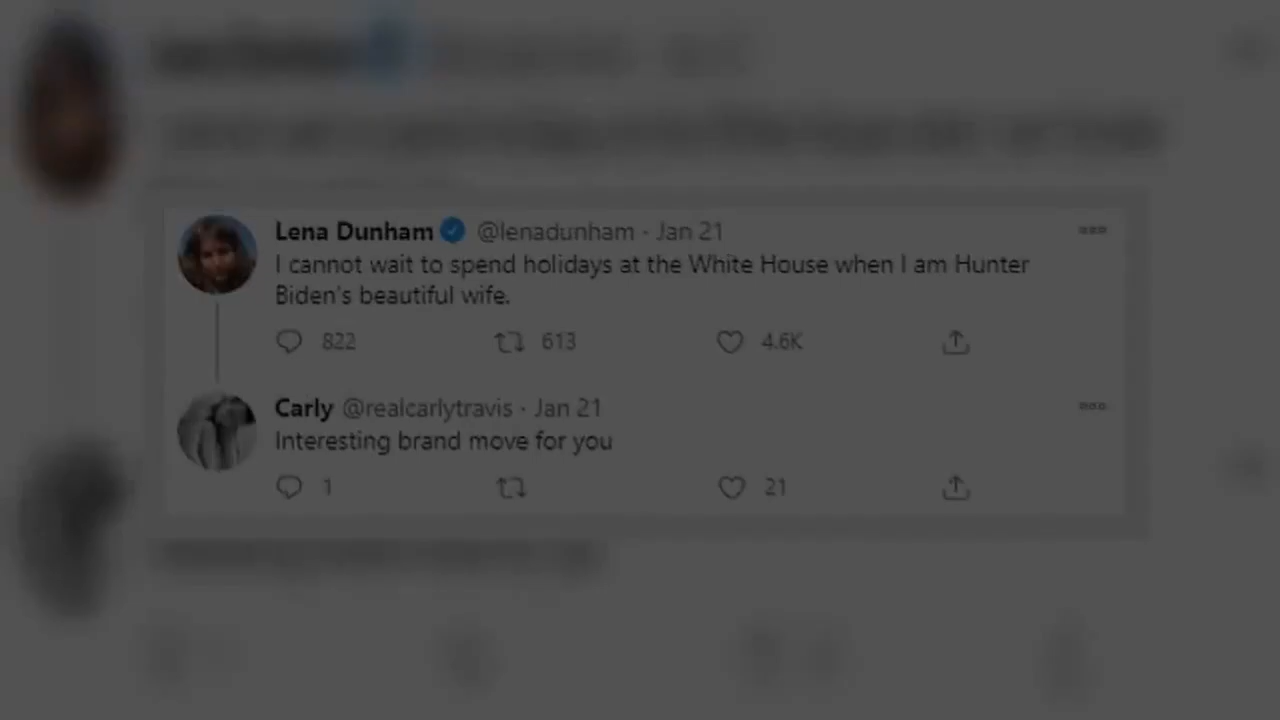 Lena Dunham @lenadunham · Jan 21
I cannot wait to spend holidays at the White House when I am Hunter
Biden's beautiful wife.
822 613 4.6K
Carly @realcarlytravis · Jan 21
Interesting brand move for you
1 21